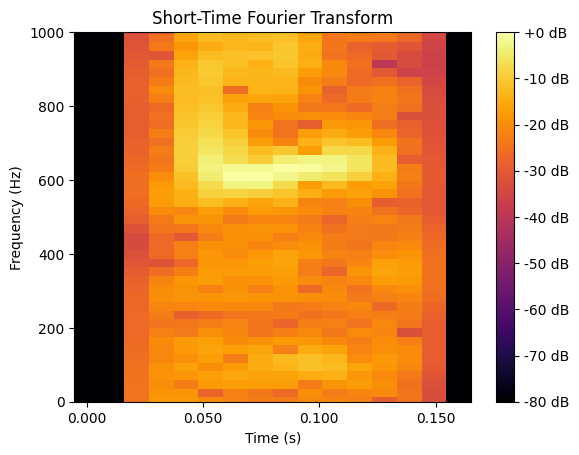 Short-Time Fourier Transform
Frequency (Hz)
1000
800
600
400
200
0
0.000
0.050
0.100
0.150
Time (s)
+0 dB
-10 dB
-20 dB
-30 dB
-40 dB
-50 dB
-60 dB
-70 dB
-80 dB